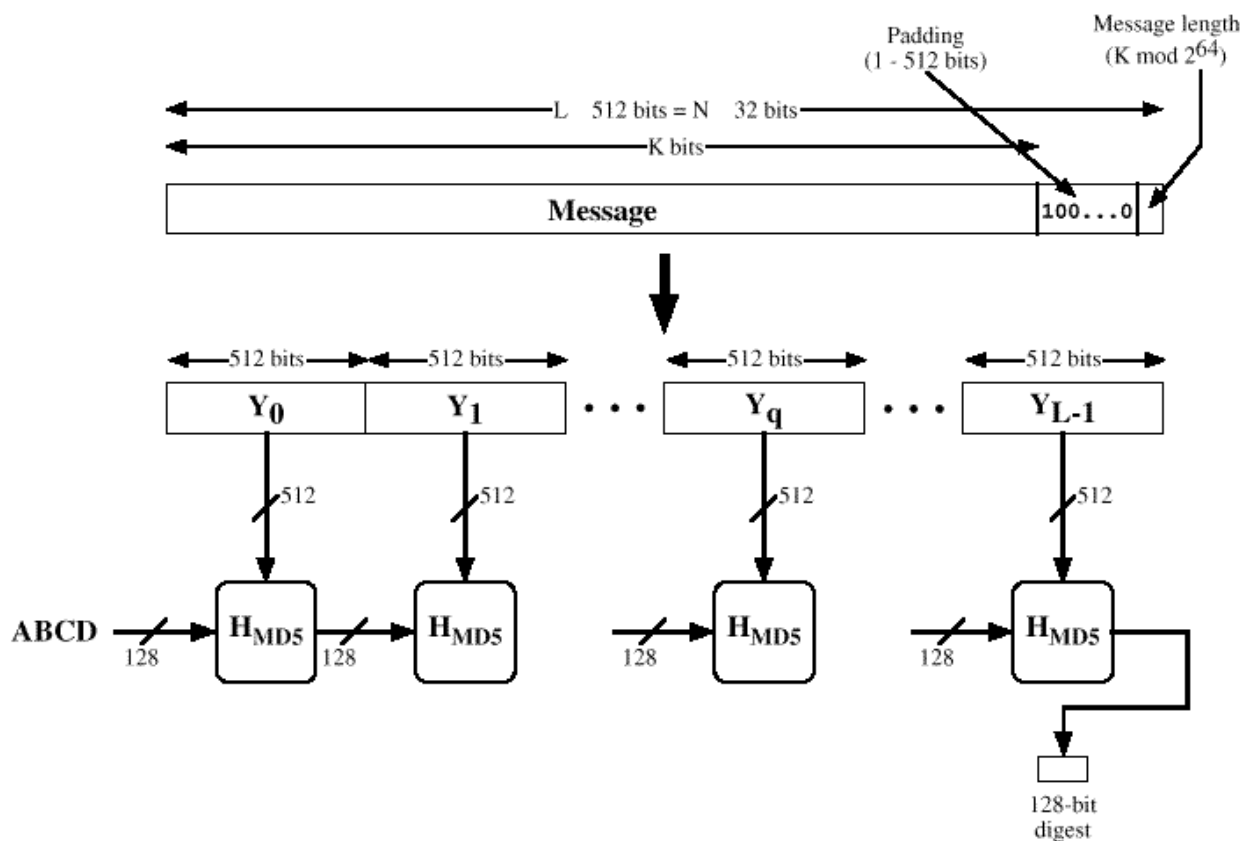 Padding
(1 - 512 bits)
Message length
(K mod 2^64)
L 512 bits = N 32 bits
K bits
Message
100...0
512 bits
512 bits
512 bits
512 bits
Y0
Y1
• • •
Yq
• • •
YL-1
512
512
512
512
ABCD
128
HMD5
128
HMD5
128
HMD5
128
HMD5
128-bit
digest